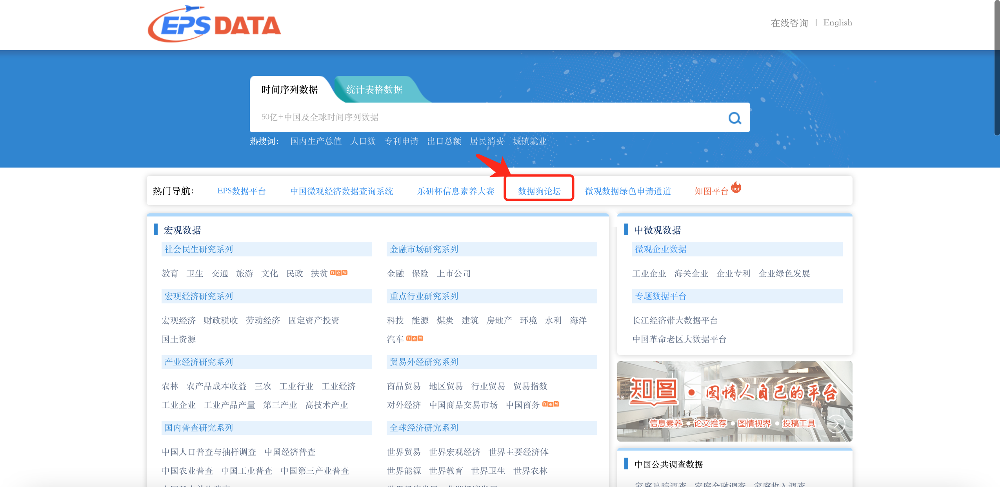 EPS DATA
在线咨询 | English
时间序列数据 统计表格数据
50亿+中国及全球时间序列数据
热搜词： 国内生产总值 人口数 专利申请 出口总额 居民消费 城镇就业
热门导航： EPS数据平台 中国微观经济数据查询系统 乐研杯信息素养大赛 数据狗论坛 微观数据绿色申请通道 知图平台 HOT
宏观数据
社会民生研究系列
教育 卫生 交通 旅游 文化 民政 扶贫 new
宏观经济研究系列
宏观经济 财政税收 劳动经济 固定资产投资
国土资源
产业经济研究系列
农林 农产品成本收益 三农 工业行业 工业经济
工业企业 工业产品产量 第三产业 高技术产业
国内普查研究系列
中国人口普查与抽样调查 中国经济普查
中国农业普查 中国工业普查 中国第三产业普查
金融市场研究系列
金融 保险 上市公司
重点行业研究系列
科技 能源 煤炭 建筑 房地产 环境 水利 海洋
汽车 new
贸易外经研究系列
商品贸易 地区贸易 行业贸易 贸易指数
对外经济 中国商品交易市场 中国商务 new
全球经济研究系列
世界贸易 世界宏观经济 世界主要经济体
世界能源 世界教育 世界卫生 世界农林
中微观数据
微观企业数据
工业企业 海关企业 企业专利 企业绿色发展
专题数据平台
长江经济带大数据平台
中国革命老区大数据平台
知图·图情人自己的平台
信息素养·论文推荐·图情视界·投稿工具
中国公共调查数据
家庭追踪调查 家庭金融调查 家庭收入调查